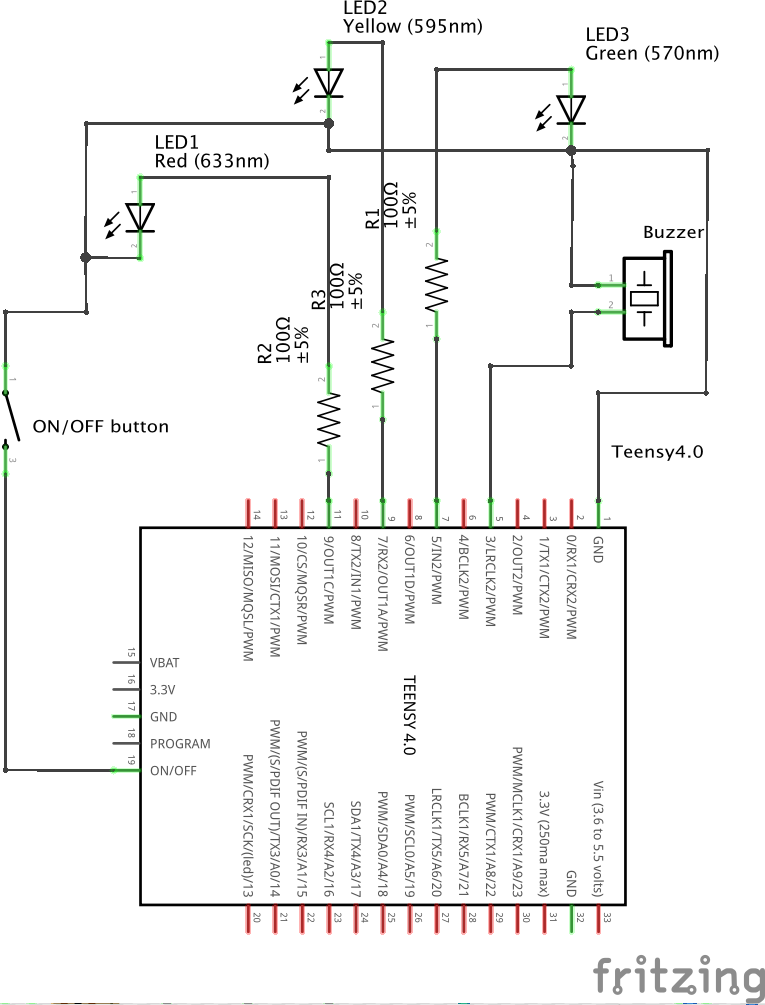 LED2
Yellow (595nm)
LED3
Green (570nm)
1
1
2
2
LED1
Red (633nm)
1
2
R1
100Ω
±5%
2
Buzzer
1
2
R3
100Ω
±5%
1
2
R2
100Ω
±5%
2
1
1
ON/OFF button
3
1
Teensy4.0
14
13
12
11
10
9
8
7
6
5
4
3
2
1
12/MISO/MQSL/PWM
11/MOSI/CTX1/PWM
10/CS/MQSR/PWM
9/OUT1C/PWM
8/TX2/IN1/PWM
7/RX2/OUT1A/PWM
6/OUT1D/PWM
5/IN2/PWM
4/BCLK2/PWM
3/LRCLK2/PWM
2/OUT2/PWM
1/TX1/CTX2/PWM
0/RX1/CRX2/PWM
GND
15 VBAT
16 3.3V
17 GND
18 PROGRAM
19 ON/OFF
TEENSY 4.0
PWM/CRX1/SCK/(led)/13
PWM/(S/PDIF OUT)/TX3/A0/14
PWM/(S/PDIF IN)/RX3/A1/15
SCL1/RX4/A2/16
SDA1/TX4/A3/17
PWM/SDA0/A4/18
PWM/SCL0/A5/19
LRCLK1/TX5/A6/20
BCLK1/RX5/A7/21
PWM/CTX1/A8/22
PWM/MCLK1/CRX1/A9/23
3.3V (250ma max)
GND
Vin (3.6 to 5.5 volts)
20
21
22
23
24
25
26
27
28
29
30
31
32
33
fritzing